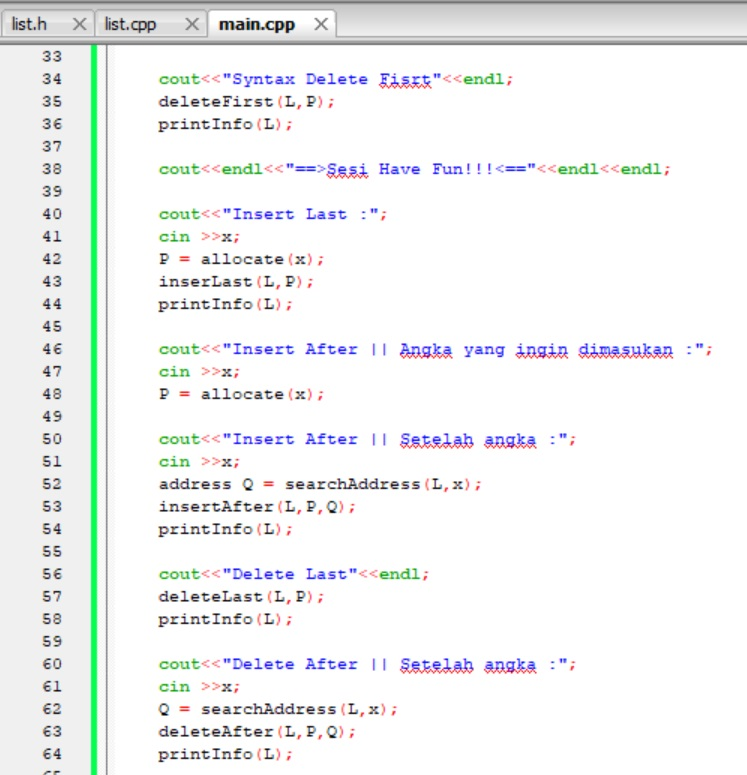 list.h list.cpp main.cpp
33
34 cout<<"Syntax Delete Fisrt"<<endl;
35 deleteFirst(L,P);
36 printInfo(L);
37
38 cout<<endl<<"==>Sesi Have Fun!!!<=="<<endl<<endl;
39
40 cout<<"Insert Last :";
41 cin >>x;
42 P = allocate(x);
43 inserLast(L,P);
44 printInfo(L);
45
46 cout<<"Insert After || Angka yang ingin dimasukan :";
47 cin >>x;
48 P = allocate(x);
49
50 cout<<"Insert After || Setelah angka :";
51 cin >>x;
52 address Q = searchAddress(L,x);
53 insertAfter(L,P,Q);
54 printInfo(L);
55
56 cout<<"Delete Last"<<endl;
57 deleteLast(L,P);
58 printInfo(L);
59
60 cout<<"Delete After || Setelah angka :";
61 cin >>x;
62 Q = searchAddress(L,x);
63 deleteAfter(L,P,Q);
64 printInfo(L);